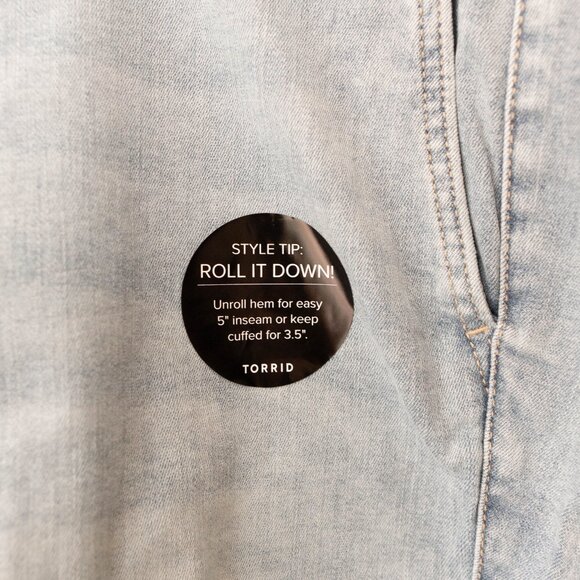 STYLE TIP:
ROLL IT DOWN!
Unroll hem for easy
5" inseam or keep
cuffed for 3.5".
TORRID